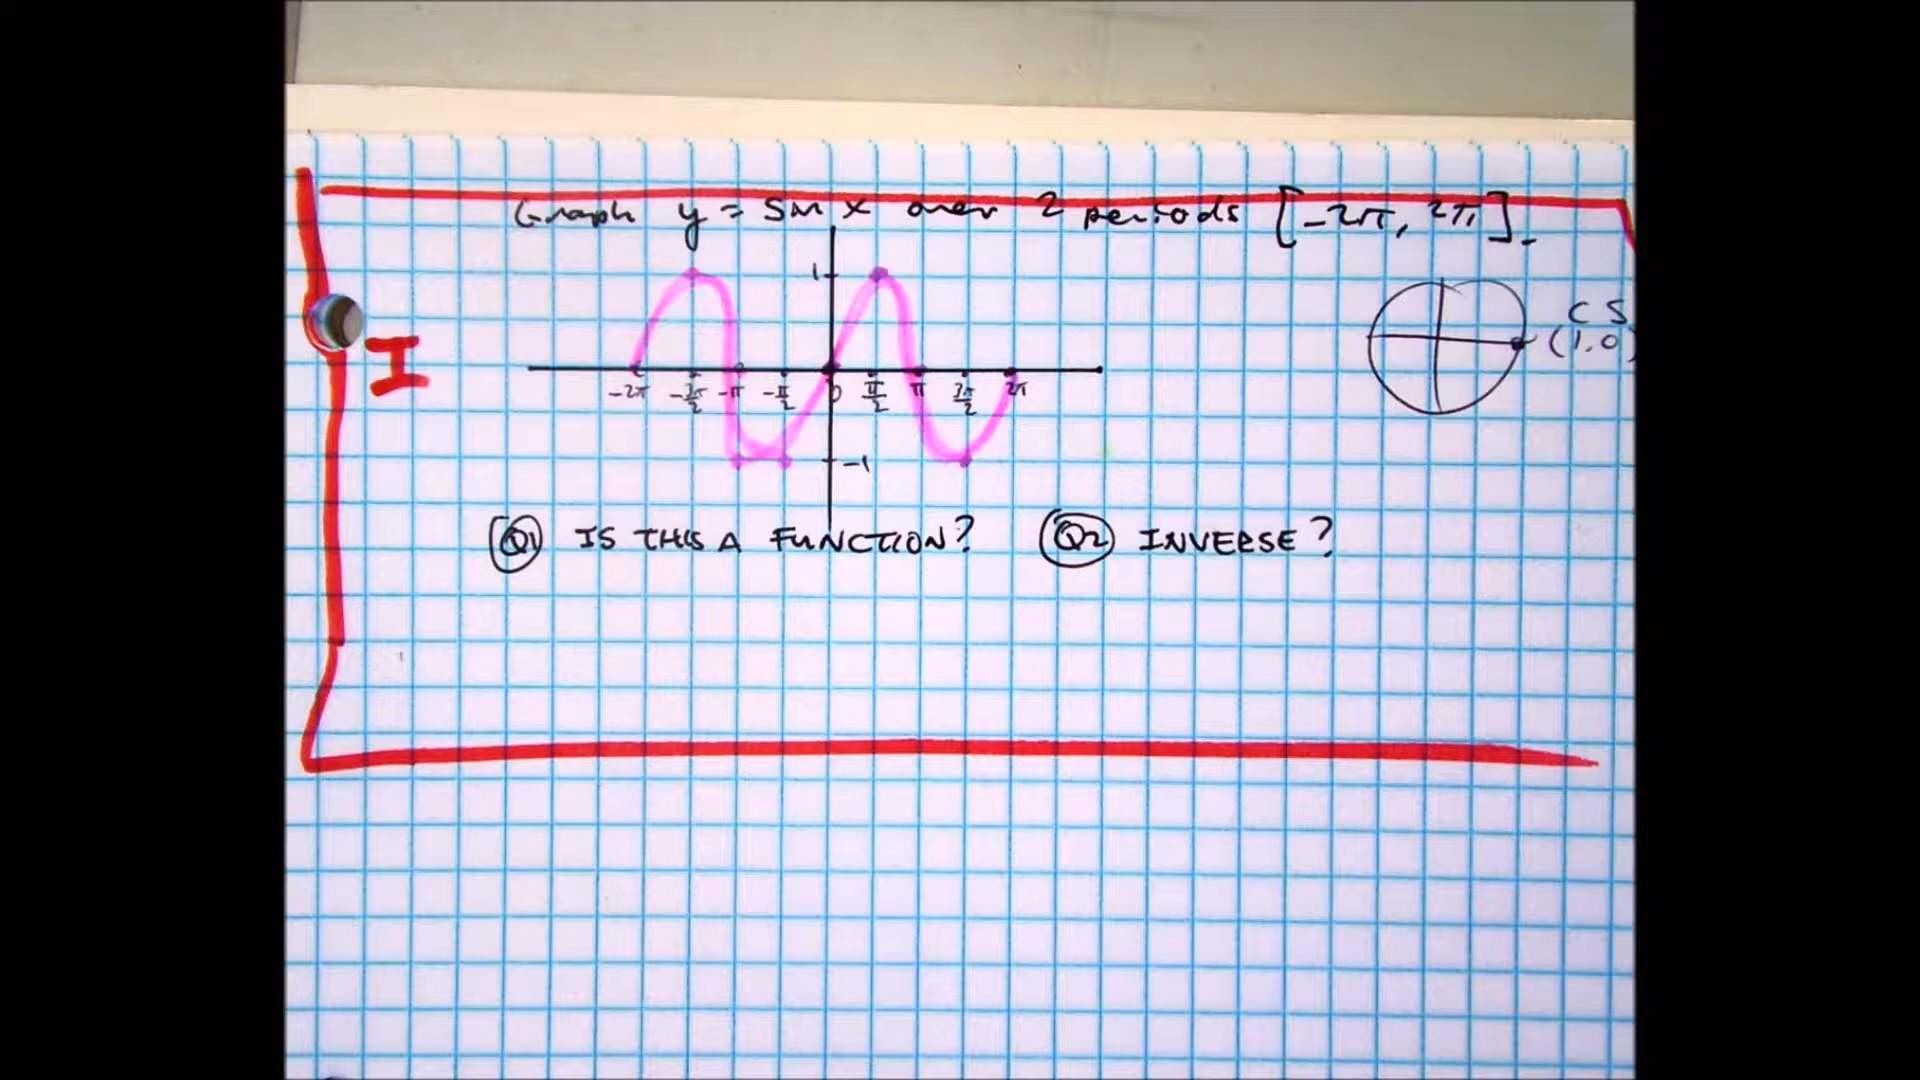 Graph y = sin x over 2 periods [-2π, 2π].
1
C S
(1,0)
I
-2π -3π/2 -π -π/2 0 π/2 π 3π/2 2π
-1
Q1 IS THIS A FUNCTION? Q2 INVERSE?